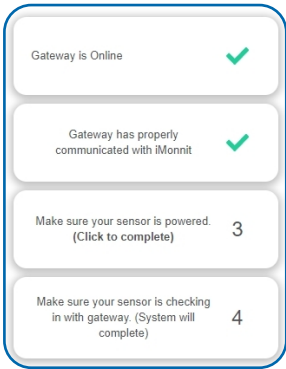 Gateway is Online
Gateway has properly
communicated with iMonnit
Make sure your sensor is powered.
(Click to complete)
3
Make sure your sensor is checking
in with gateway. (System will
complete)
4